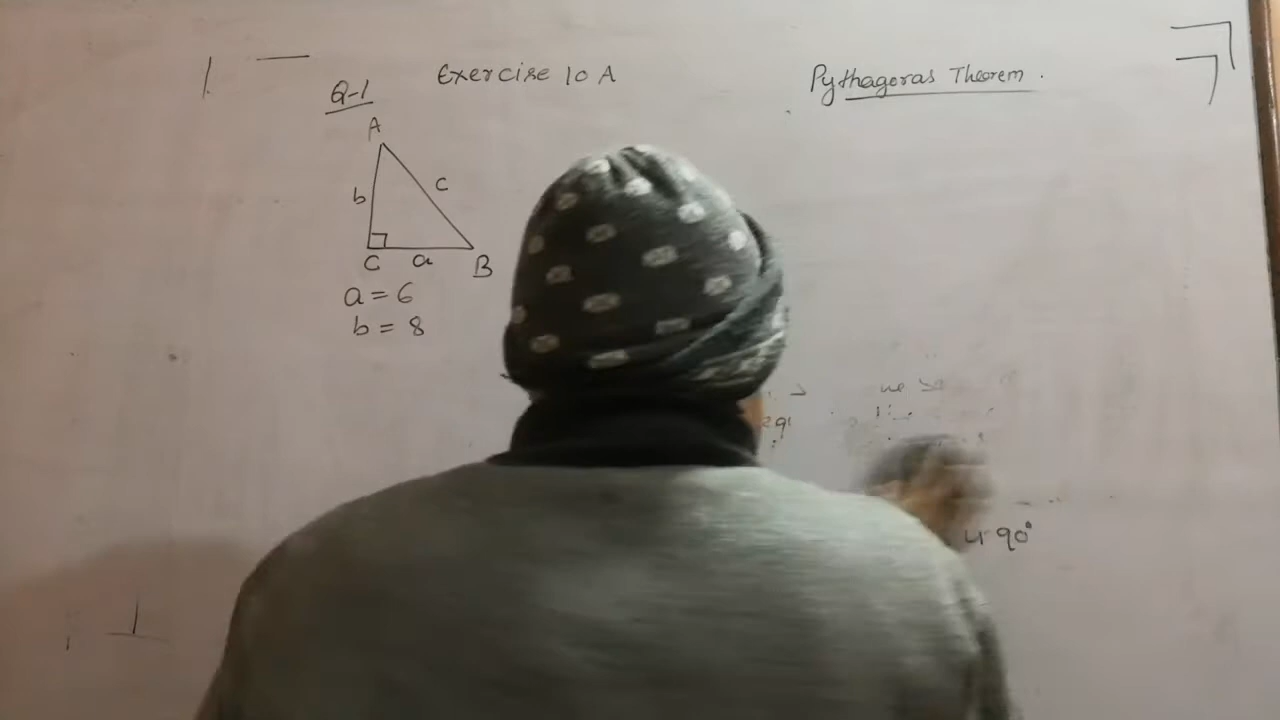 Exercise 10 A
Pythagoras Theorem.
Q-1
A
b
c
C
a
B
a = 6
b = 8
90°